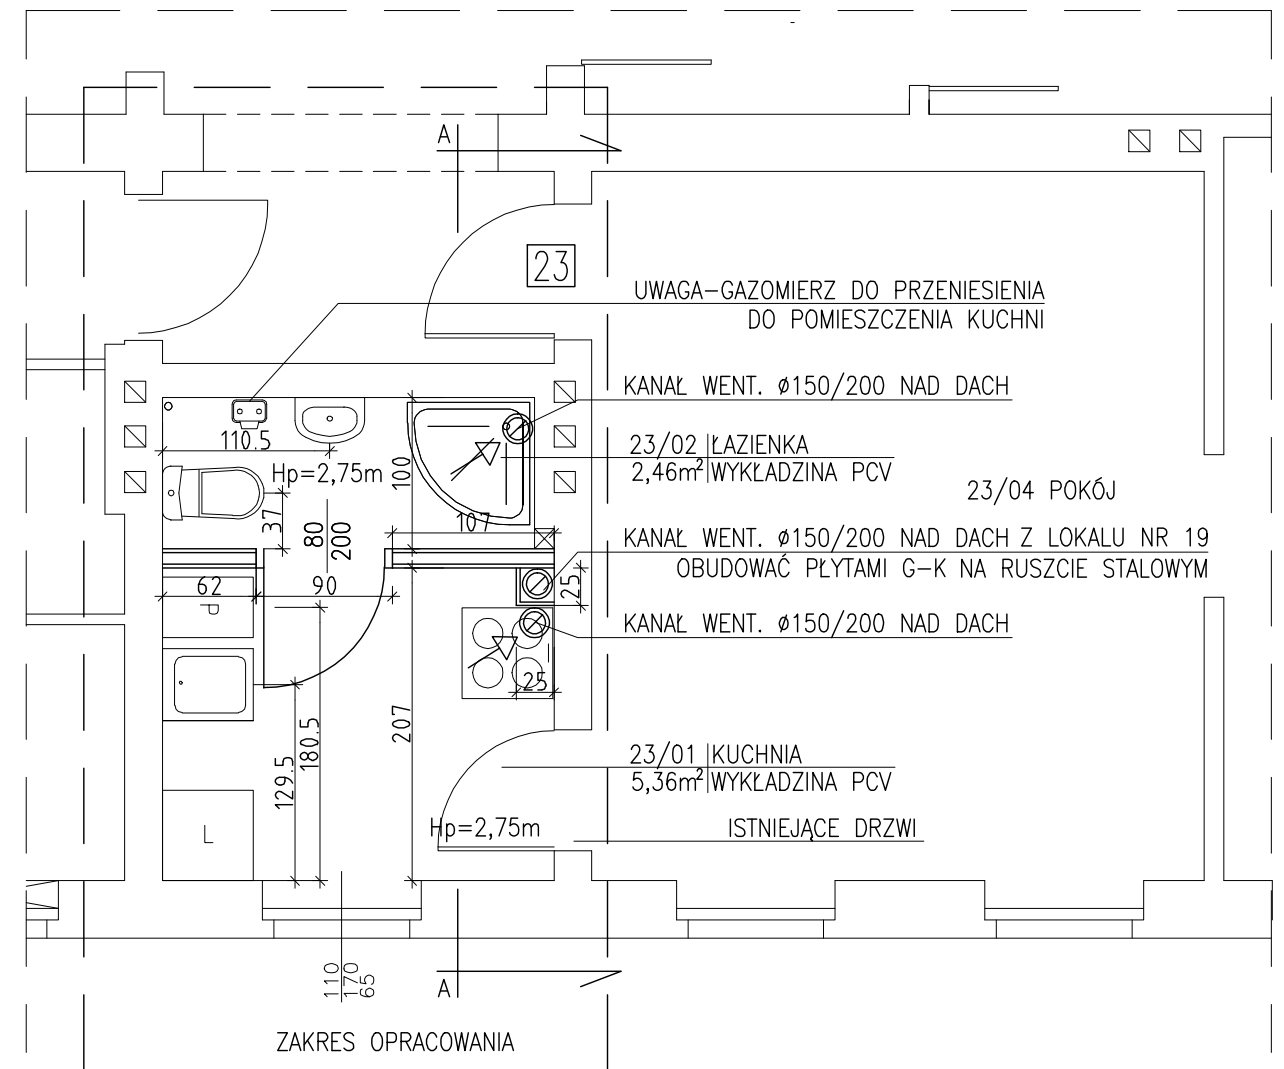 A
23
UWAGA-GAZOMIERZ DO PRZENIESIENIA
DO POMIESZCZENIA KUCHNI
KANAŁ WENT. ø150/200 NAD DACH
110.5
23/02 ŁAZIENKA
2,46m² WYKŁADZINA PCV
Hp=2,75m
100
23/04 POKÓJ
37
80
200
107
KANAŁ WENT. ø150/200 NAD DACH Z LOKALU NR 19
OBUDOWAĆ PŁYTAMI G-K NA RUSZCIE STALOWYM
62
90
25
P
KANAŁ WENT. ø150/200 NAD DACH
25
207
180.5
129.5
23/01 KUCHNIA
5,36m² WYKŁADZINA PCV
L
Hp=2,75m
ISTNIEJĄCE DRZWI
110
170
65
A
ZAKRES OPRACOWANIA